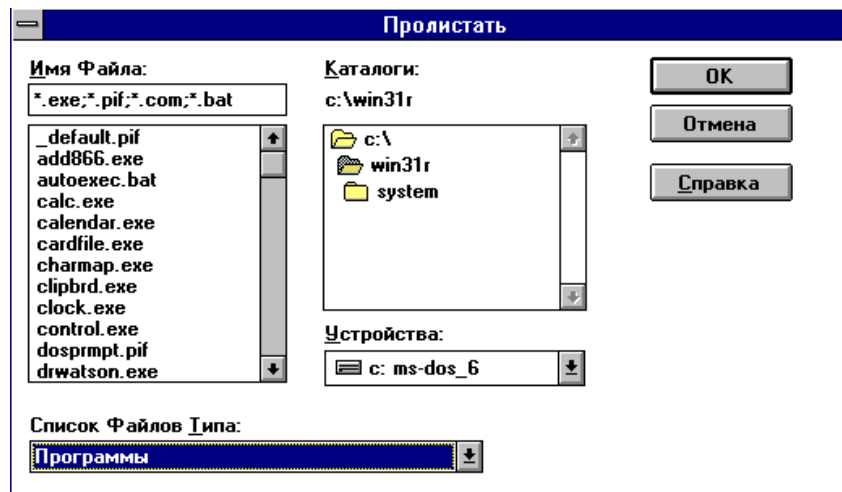 Пролистать
Имя Файла:
*.exe;*.pif;*.com;*.bat
_default.pif
add866.exe
autoexec.bat
calc.exe
calendar.exe
cardfile.exe
charmap.exe
clipbrd.exe
clock.exe
control.exe
dosprmpt.pif
drwatson.exe
Список Файлов Типа:
Программы
Каталоги:
c:\win31r
c:\
win31r
system
Устройства:
c: ms-dos_6
OK
Отмена
Справка